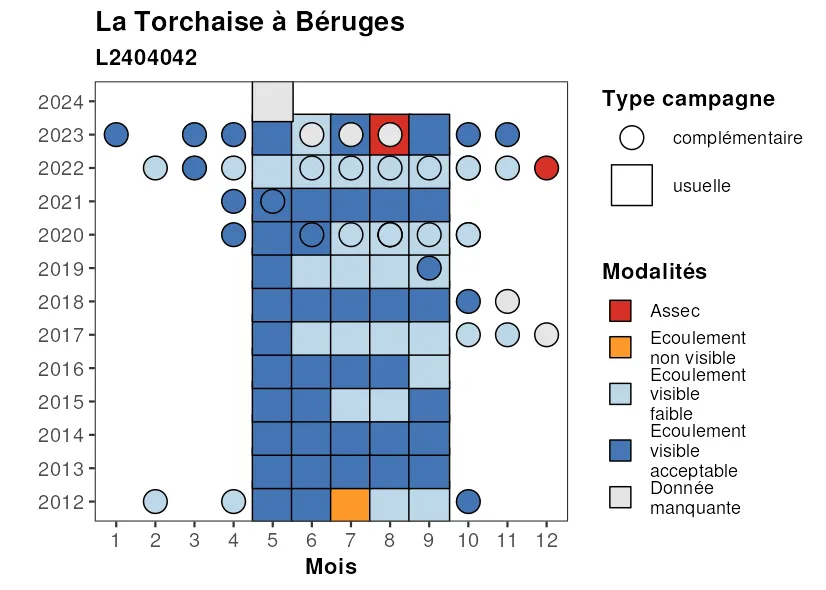 La Torchaise à Béruges
L2404042
2024
2023
2022
2021
2020
2019
2018
2017
2016
2015
2014
2013
2012
1 2 3 4 5 6 7 8 9 10 11 12
Mois
Type campagne
complémentaire
usuelle
Modalités
Assec
Ecoulement
non visible
Ecoulement
visible
faible
Ecoulement
visible
acceptable
Donnée
manquante